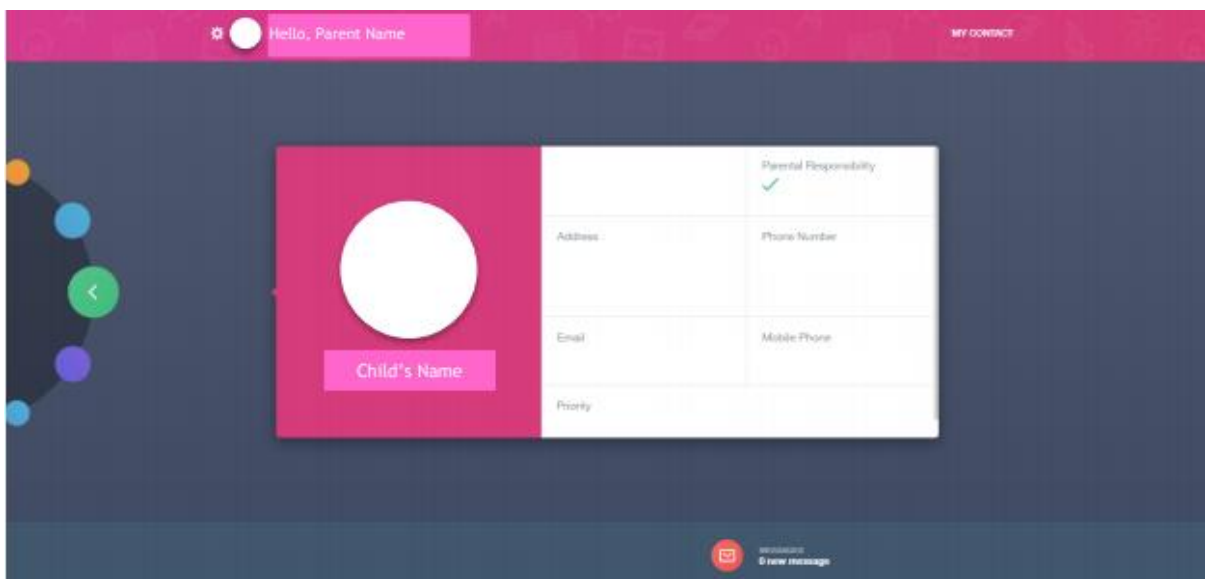 Hello, Parent Name
MY CONTACT
Parental Responsibility
Address
Phone Number
Email
Mobile Phone
Child's Name
Priority
MESSAGES
0 new message